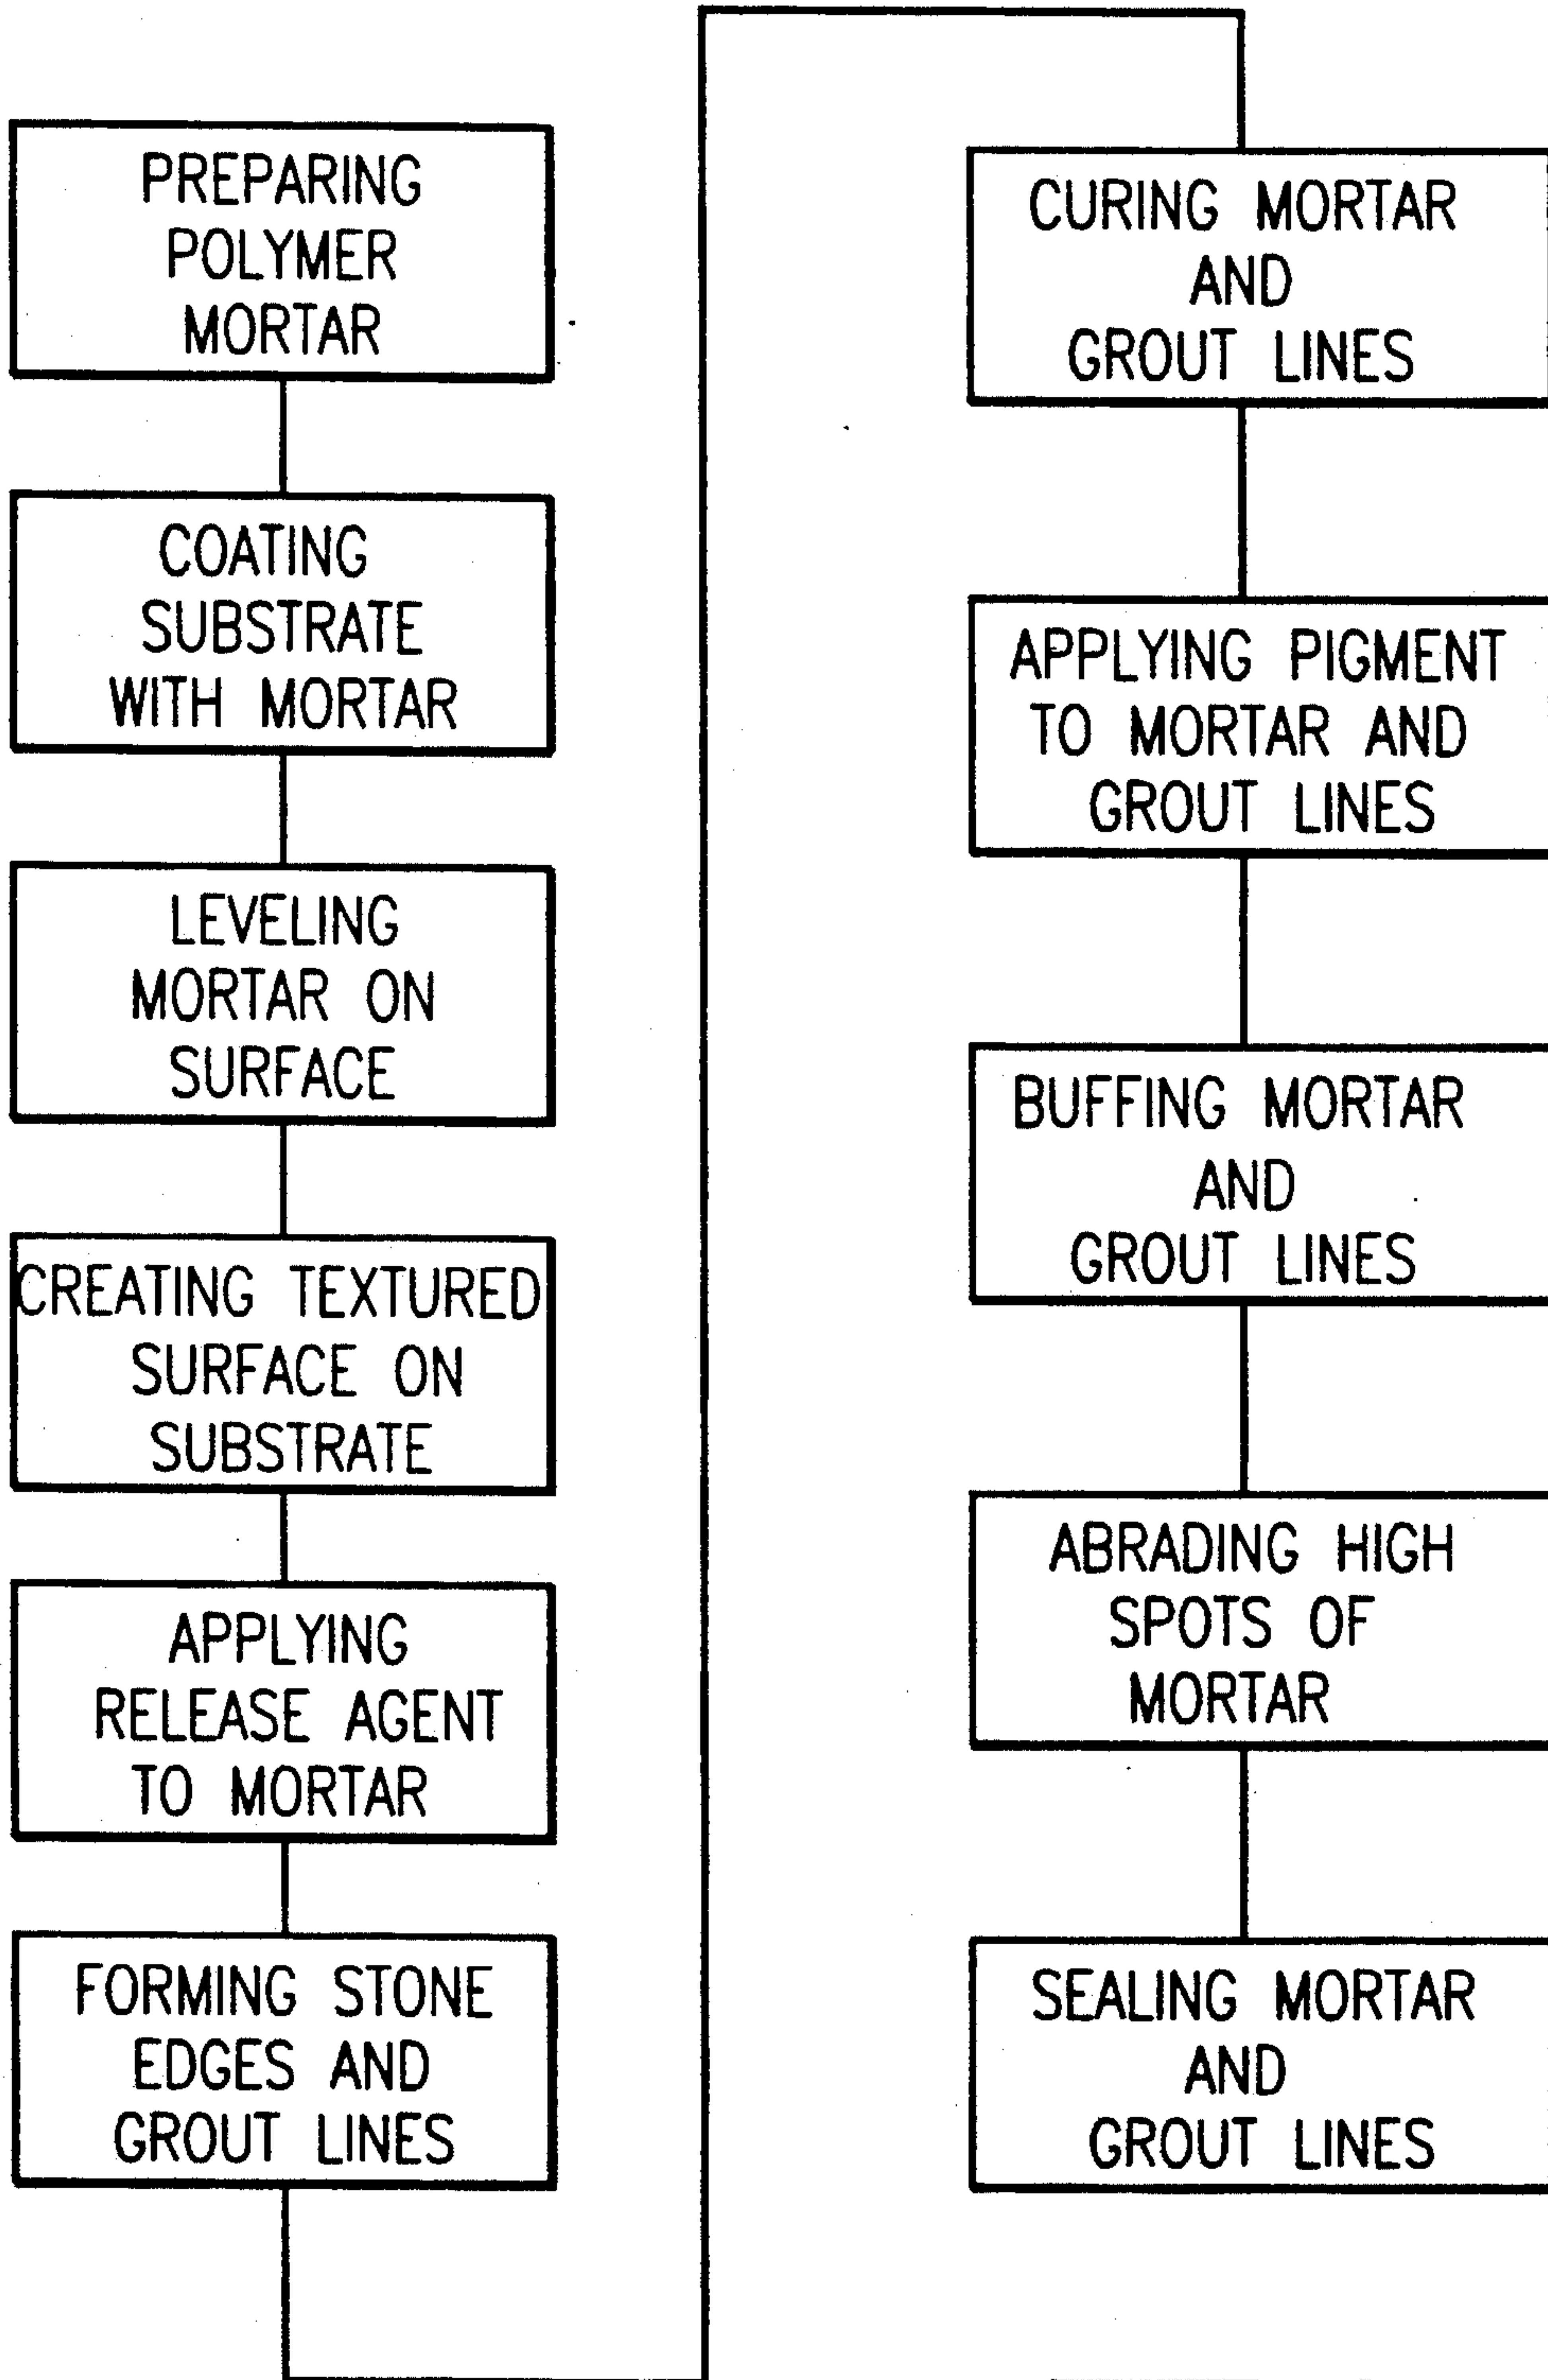 PREPARING
POLYMER
MORTAR
COATING
SUBSTRATE
WITH MORTAR
LEVELING
MORTAR ON
SURFACE
CREATING TEXTURED
SURFACE ON
SUBSTRATE
APPLYING
RELEASE AGENT
TO MORTAR
FORMING STONE
EDGES AND
GROUT LINES
CURING MORTAR
AND
GROUT LINES
APPLYING PIGMENT
TO MORTAR AND
GROUT LINES
BUFFING MORTAR
AND
GROUT LINES
ABRADING HIGH
SPOTS OF
MORTAR
SEALING MORTAR
AND
GROUT LINES